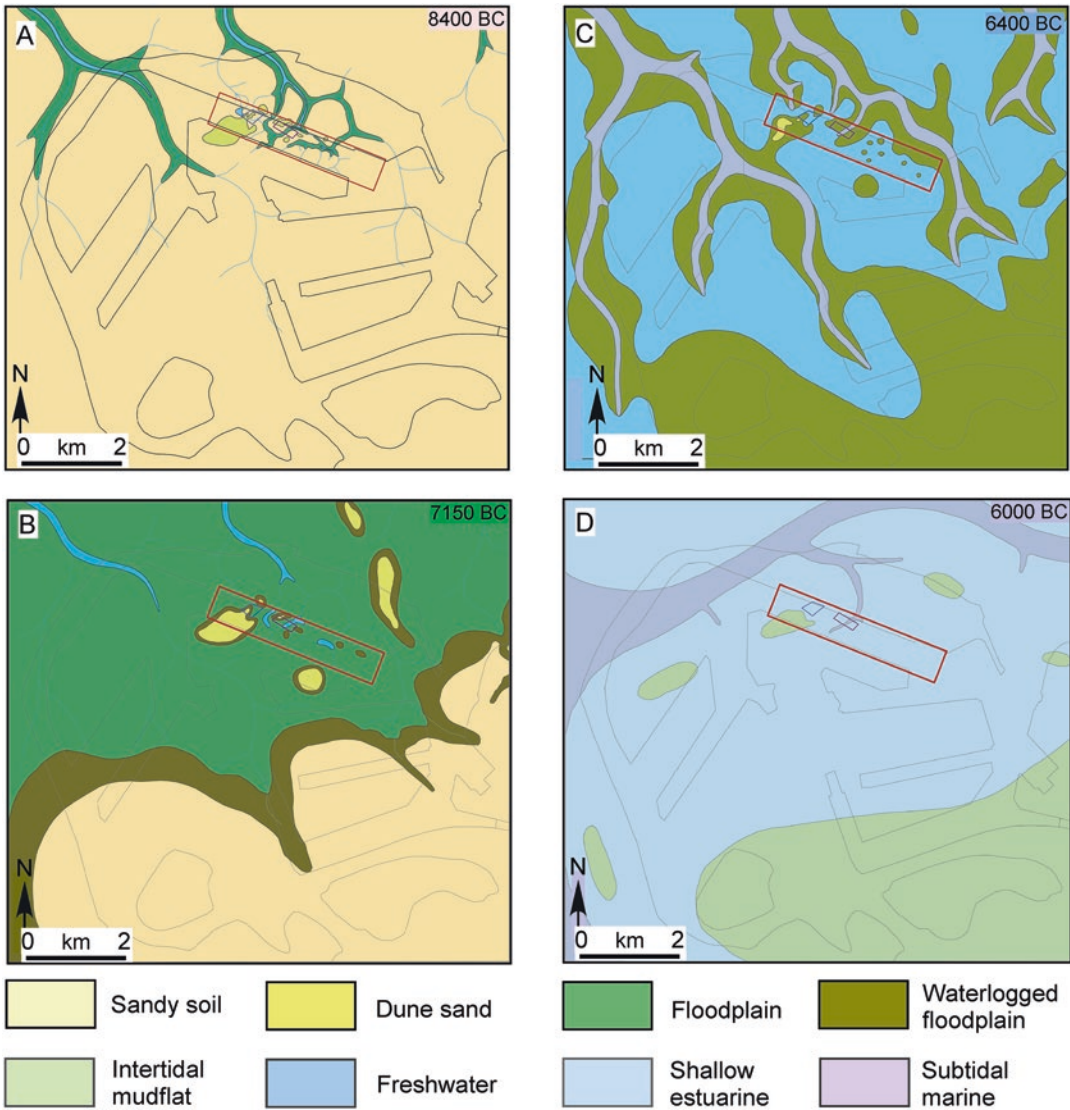 A
8400 BC
N
0 km 2
C
6400 BC
N
0 km 2
B
7150 BC
N
0 km 2
D
6000 BC
N
0 km 2
Sandy soil
Dune sand
Floodplain
Waterlogged
floodplain
Intertidal
mudflat
Freshwater
Shallow
estuarine
Subtidal
marine